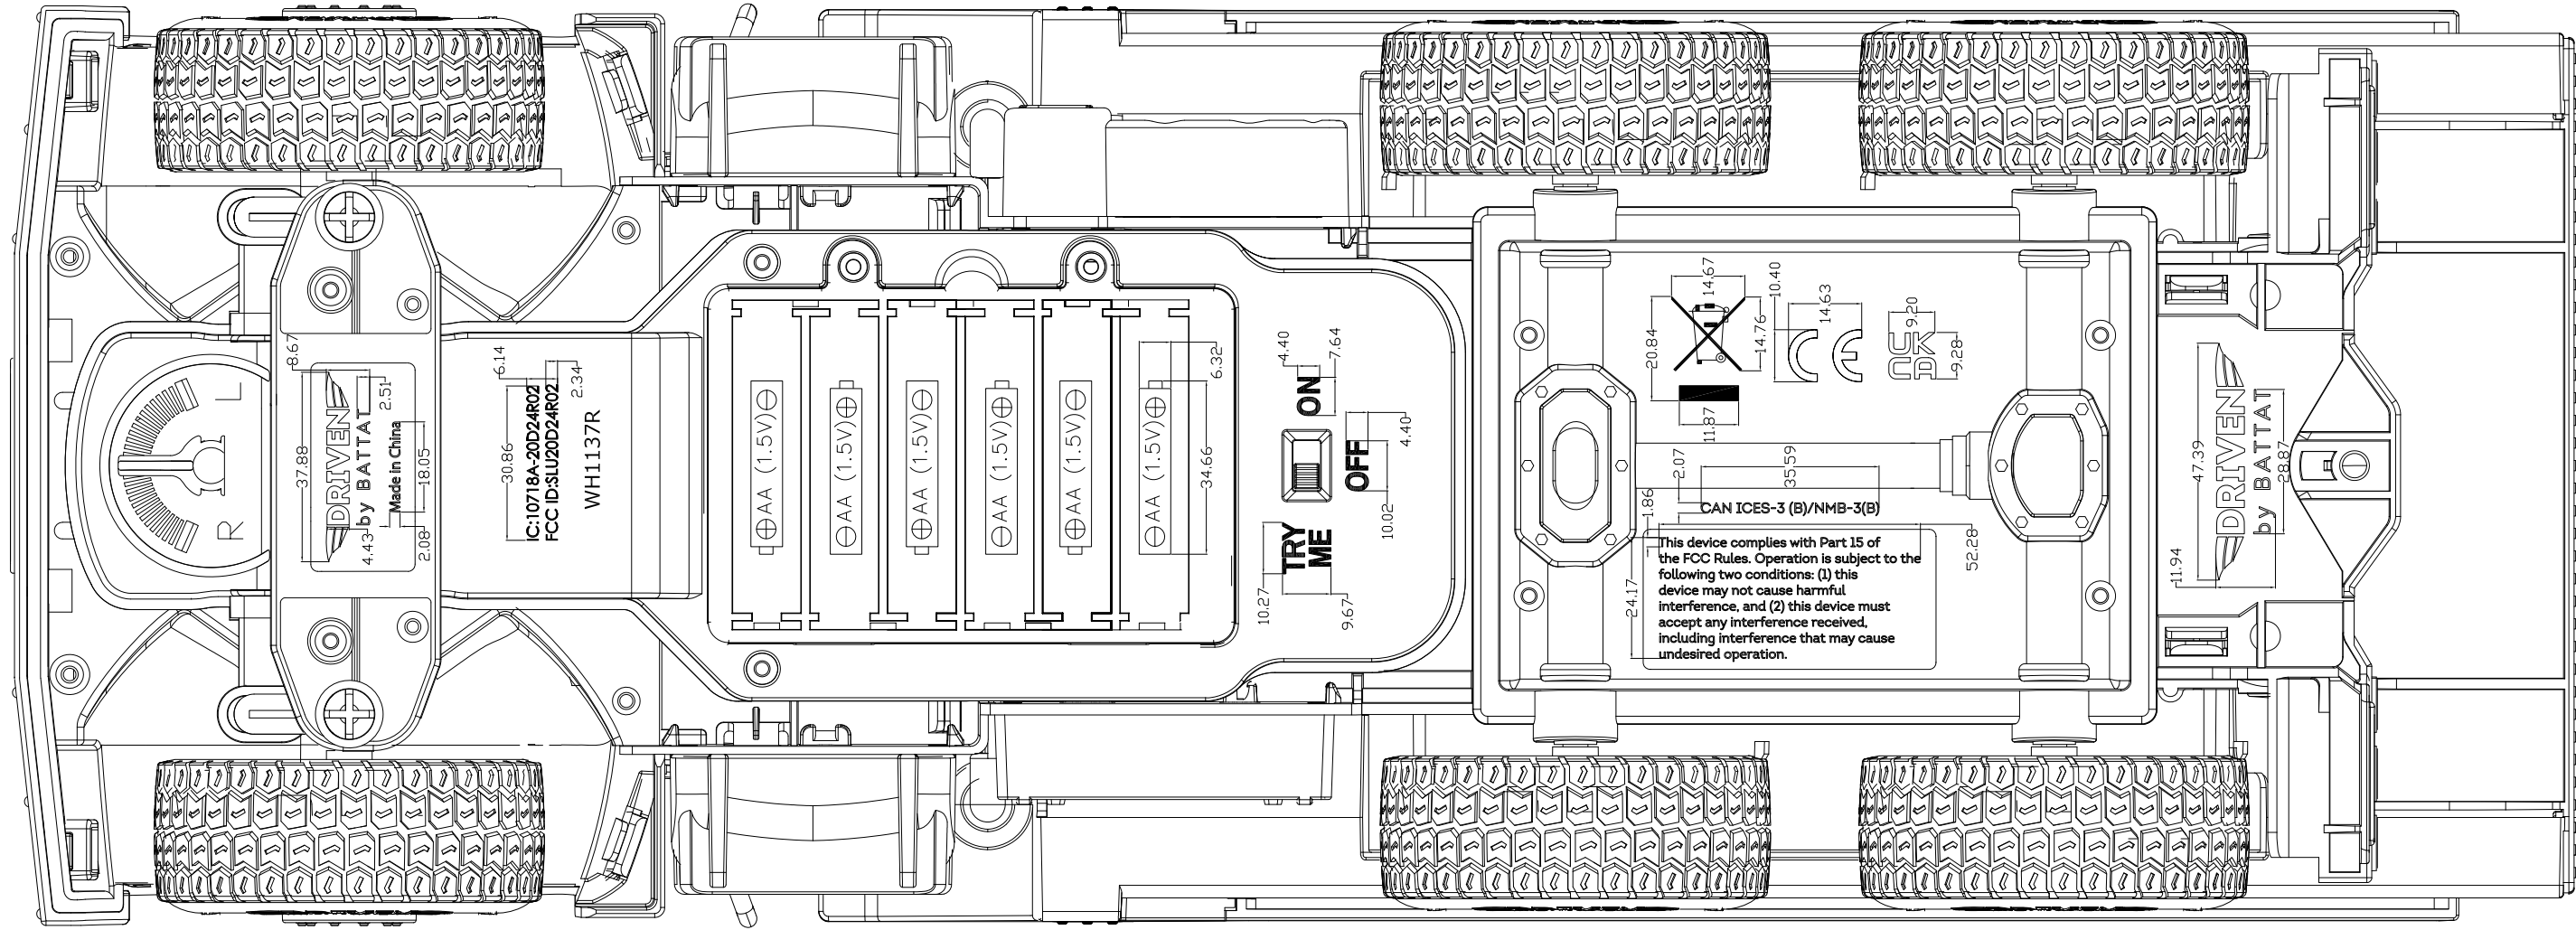 R
L
37.88
8.67
DRIVEN
by BATTAT
2.51
Made in China
18.05
4.43
2.08
6.14
30.86
IC:10718A-20D24R02
FCC ID:SLU20D24R02
2.34
WH1137R
AA (1.5V)
AA (1.5V)
AA (1.5V)
AA (1.5V)
AA (1.5V)
AA (1.5V)
6.32
34.66
4.40
7.64
ON
OFF
4.40
10.02
TRY
ME
10.27
9.67
14.67
20.84
14.76
11.87
10.40
14.63
CE
UK
CA
9.20
9.28
2.07
35.59
1.86
CAN ICES-3 (B)/NMB-3(B)
This device complies with Part 15 of
the FCC Rules. Operation is subject to the
following two conditions: (1) this
device may not cause harmful
interference, and (2) this device must
accept any interference received,
including interference that may cause
undesired operation.
24.17
52.28
47.39
DRIVEN
by BATTAT
28.87
11.94